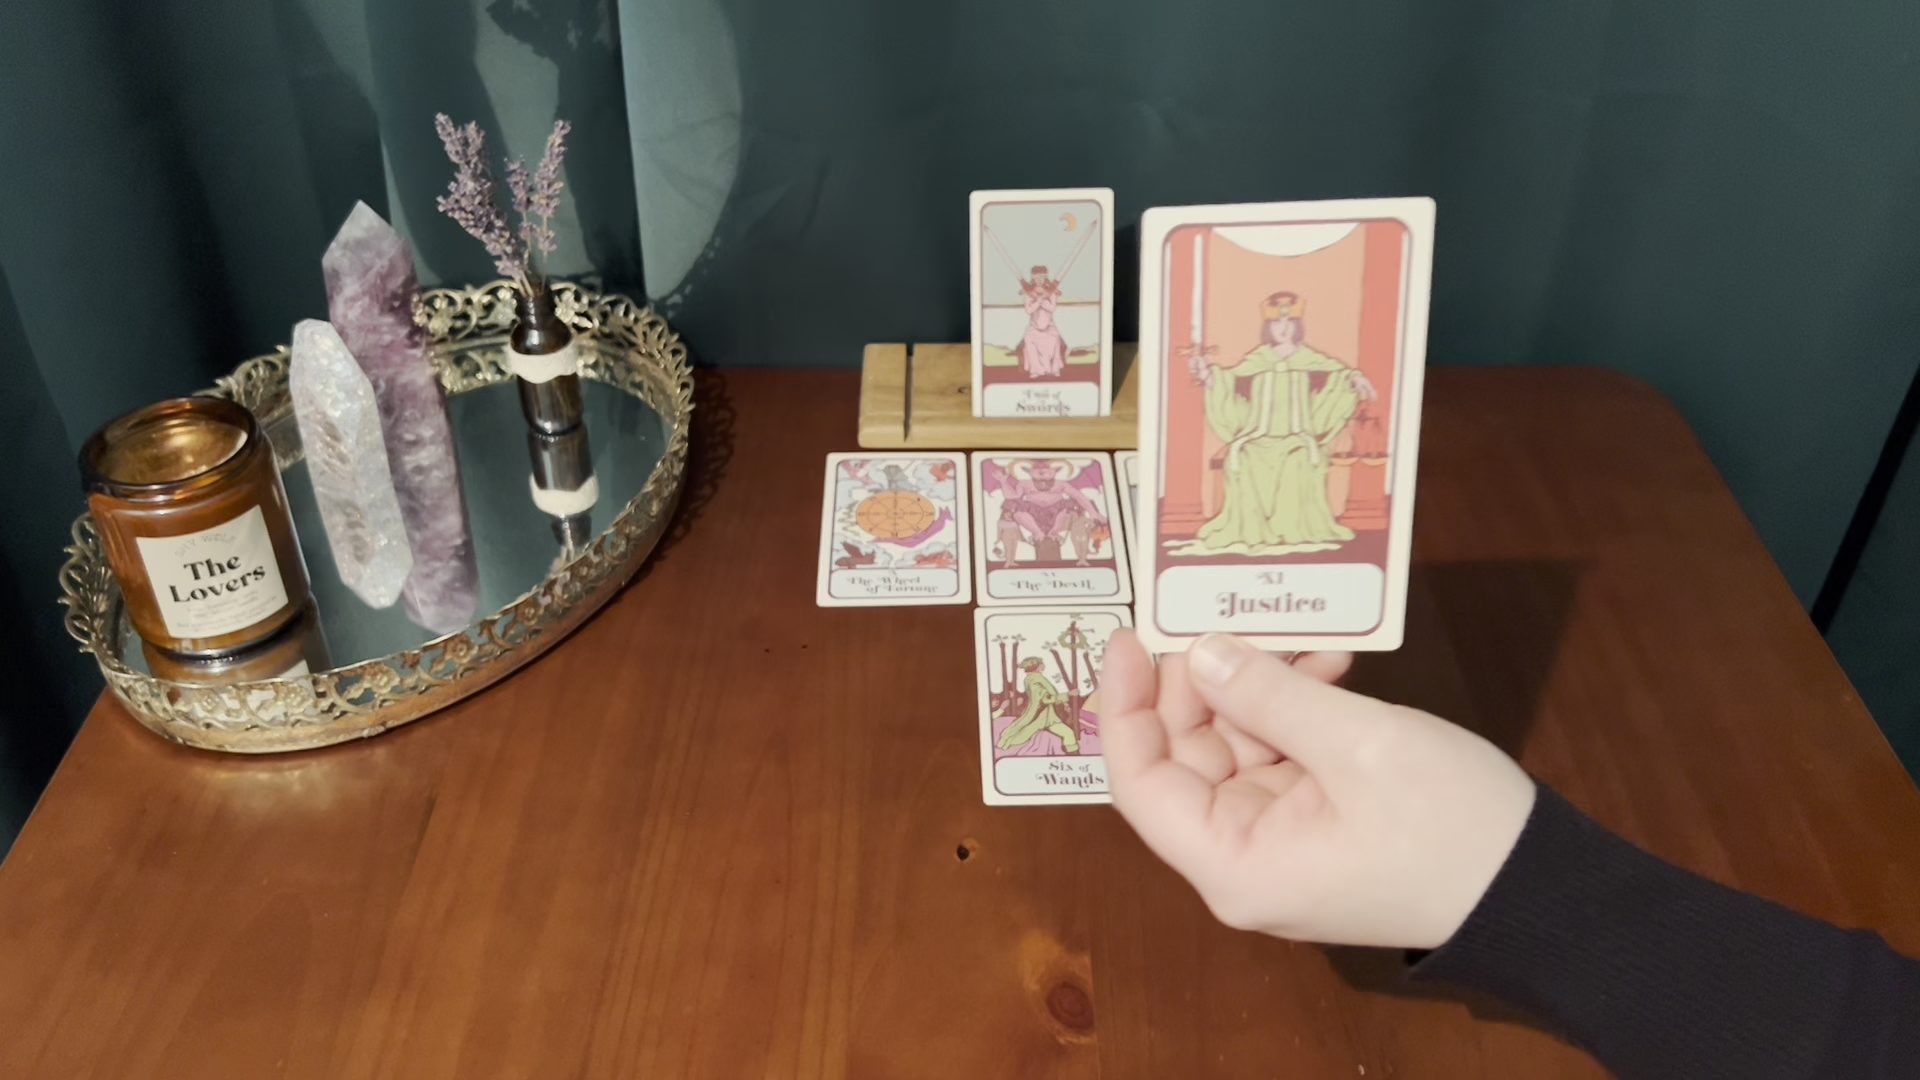 The
Lovers
Two of
Swords
X
The Wheel
of Fortune
The Devil
XI
Justice
Six of
Wands